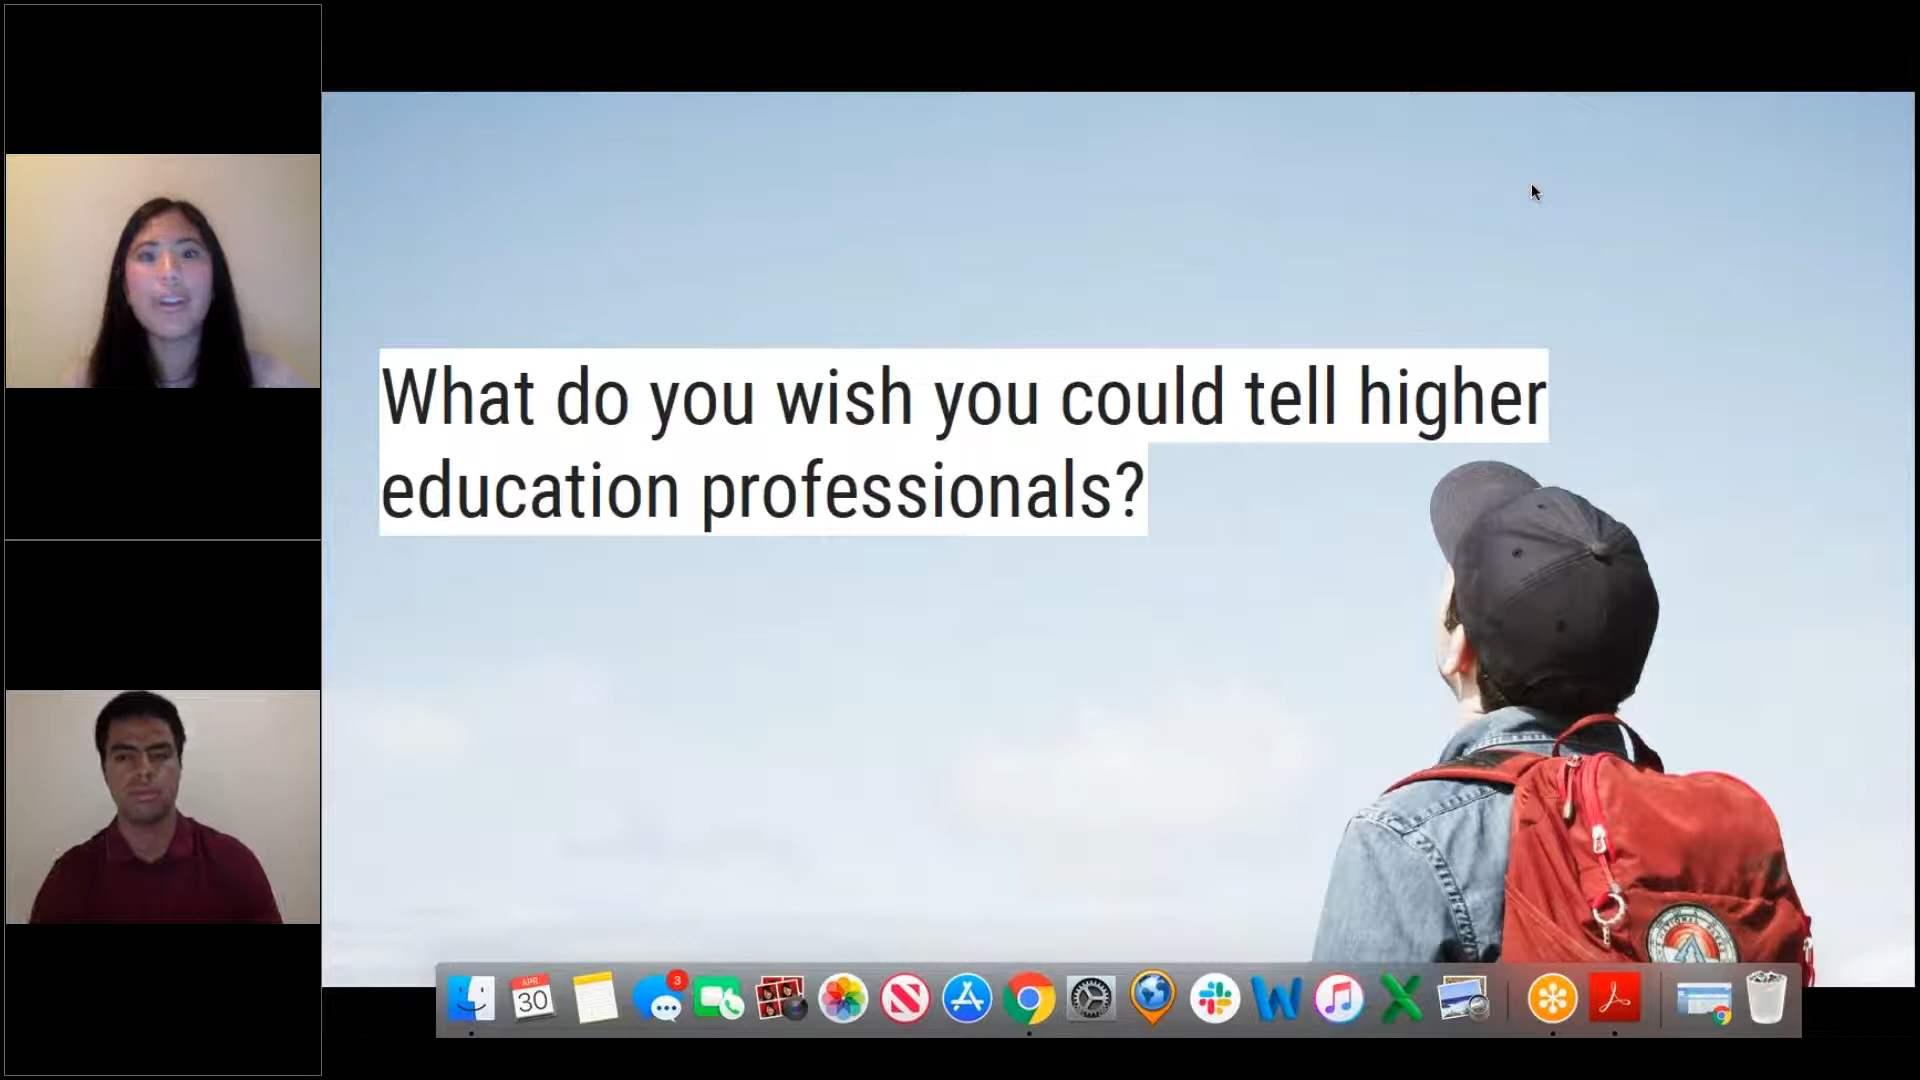 What do you wish you could tell higher
education professionals?
3
APR
30